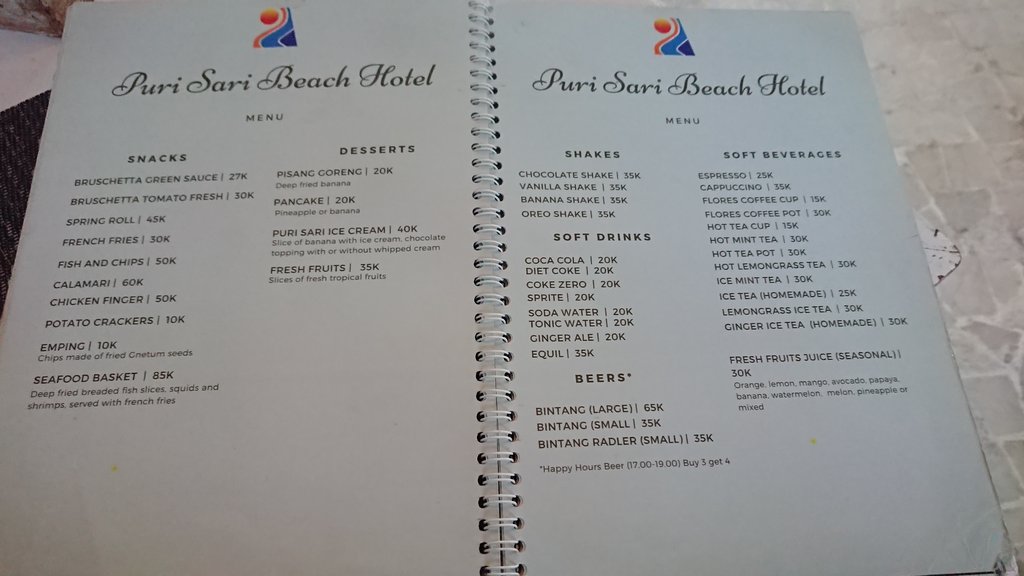 Puri Sari Beach Hotel
MENU
SNACKS
BRUSCHETTA GREEN SAUCE | 27K
BRUSCHETTA TOMATO FRESH | 30K
SPRING ROLL | 45K
FRENCH FRIES | 30K
FISH AND CHIPS | 50K
CALAMARI | 60K
CHICKEN FINGER | 50K
POTATO CRACKERS | 10K
EMPING | 10K
Chips made of fried Gnetum seeds
SEAFOOD BASKET | 85K
Deep fried breaded fish slices, squids and
shrimps, served with french fries
DESSERTS
PISANG GORENG | 20K
Deep fried banana
PANCAKE | 20K
Pineapple or banana
PURI SARI ICE CREAM | 40K
Slice of banana with ice cream, chocolate
topping with or without whipped cream
FRESH FRUITS | 35K
Slices of fresh tropical fruits
Puri Sari Beach Hotel
MENU
SHAKES
CHOCOLATE SHAKE | 35K
VANILLA SHAKE | 35K
BANANA SHAKE | 35K
OREO SHAKE | 35K
SOFT DRINKS
COCA COLA | 20K
DIET COKE | 20K
COKE ZERO | 20K
SPRITE | 20K
SODA WATER | 20K
TONIC WATER | 20K
GINGER ALE | 20K
EQUIL | 35K
BEERS*
BINTANG (LARGE) | 65K
BINTANG (SMALL | 35K
BINTANG RADLER (SMALL) | 35K
*Happy Hours Beer (17.00-19.00) Buy 3 get 4
SOFT BEVERAGES
ESPRESSO | 25K
CAPPUCCINO | 35K
FLORES COFFEE CUP | 15K
FLORES COFFEE POT | 30K
HOT TEA CUP | 15K
HOT MINT TEA | 30K
HOT TEA POT | 30K
HOT LEMONGRASS TEA | 30K
ICE MINT TEA | 30K
ICE TEA (HOMEMADE) | 25K
LEMONGRASS ICE TEA | 30K
GINGER ICE TEA (HOMEMADE) | 30K
FRESH FRUITS JUICE (SEASONAL) |
30K
Orange, lemon, mango, avocado, papaya,
banana, watermelon, melon, pineapple or
mixed